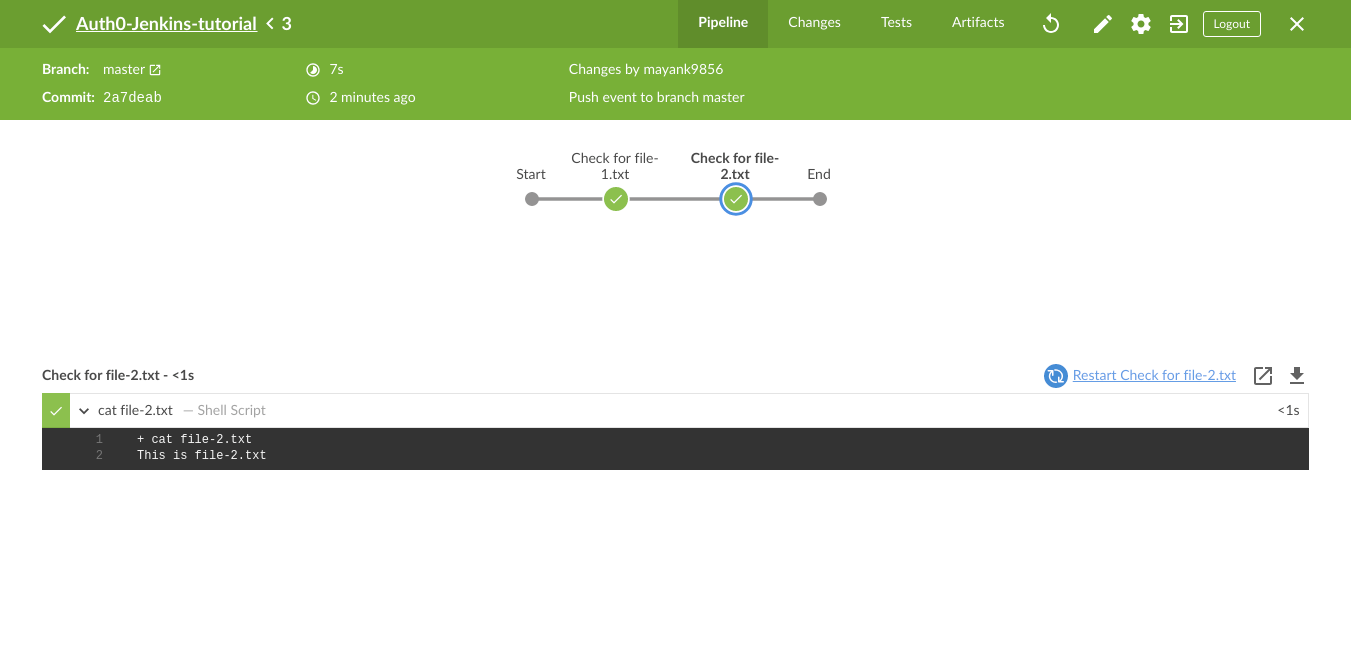 Auth0-Jenkins-tutorial < 3
Pipeline
Changes
Tests
Artifacts
Logout
Branch: master
7s
Changes by mayank9856
Commit: 2a7deab
2 minutes ago
Push event to branch master
Start
Check for file-
1.txt
Check for file-
2.txt
End
Check for file-2.txt - <1s
Restart Check for file-2.txt
cat file-2.txt — Shell Script
<1s
1 + cat file-2.txt
2 This is file-2.txt